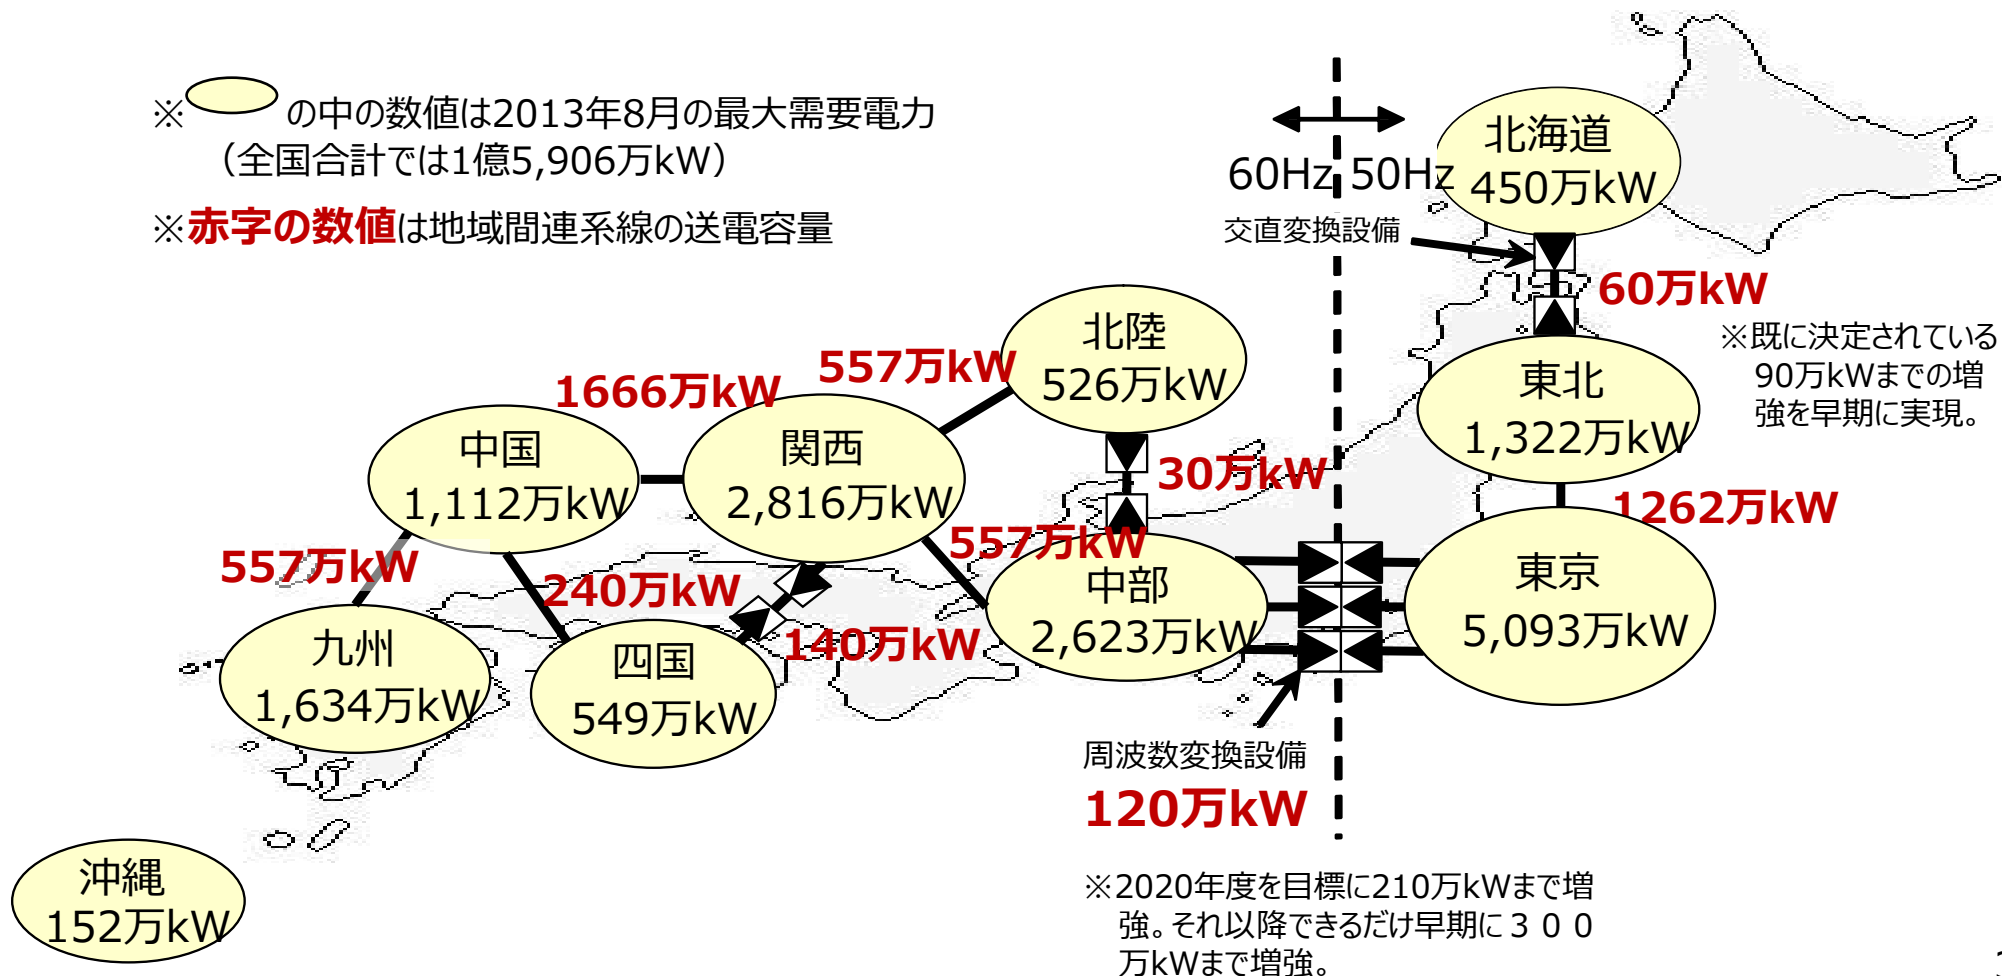 ※ の中の数値は2013年8月の最大需要電力
（全国合計では1億5,906万kW）
※赤字の数値は地域間連系線の送電容量
60Hz 50Hz
交直変換設備
北海道
450万kW
60万kW
※既に決定されている
90万kWまでの増
強を早期に実現。
北陸
526万kW
557万kW
1666万kW
東北
1,322万kW
中国
1,112万kW
関西
2,816万kW
30万kW
1262万kW
557万kW
557万kW
240万kW
140万kW
中部
2,623万kW
東京
5,093万kW
九州
1,634万kW
四国
549万kW
周波数変換設備
120万kW
沖縄
152万kW
※2020年度を目標に210万kWまで増
強。それ以降できるだけ早期に３００
万kWまで増強。